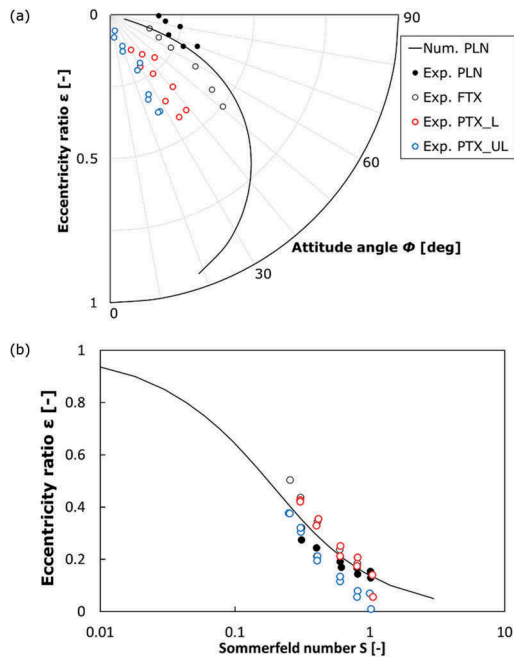 (a)
0
90
Eccentricity ratio ε [-]
0.5
1
0
30
60
Attitude angle Φ [deg]
Num. PLN
Exp. PLN
Exp. FTX
Exp. PTX_L
Exp. PTX_UL
(b)
Eccentricity ratio ε [-]
1
0.8
0.6
0.4
0.2
0
0.01
0.1
1
10
Sommerfeld number S [-]